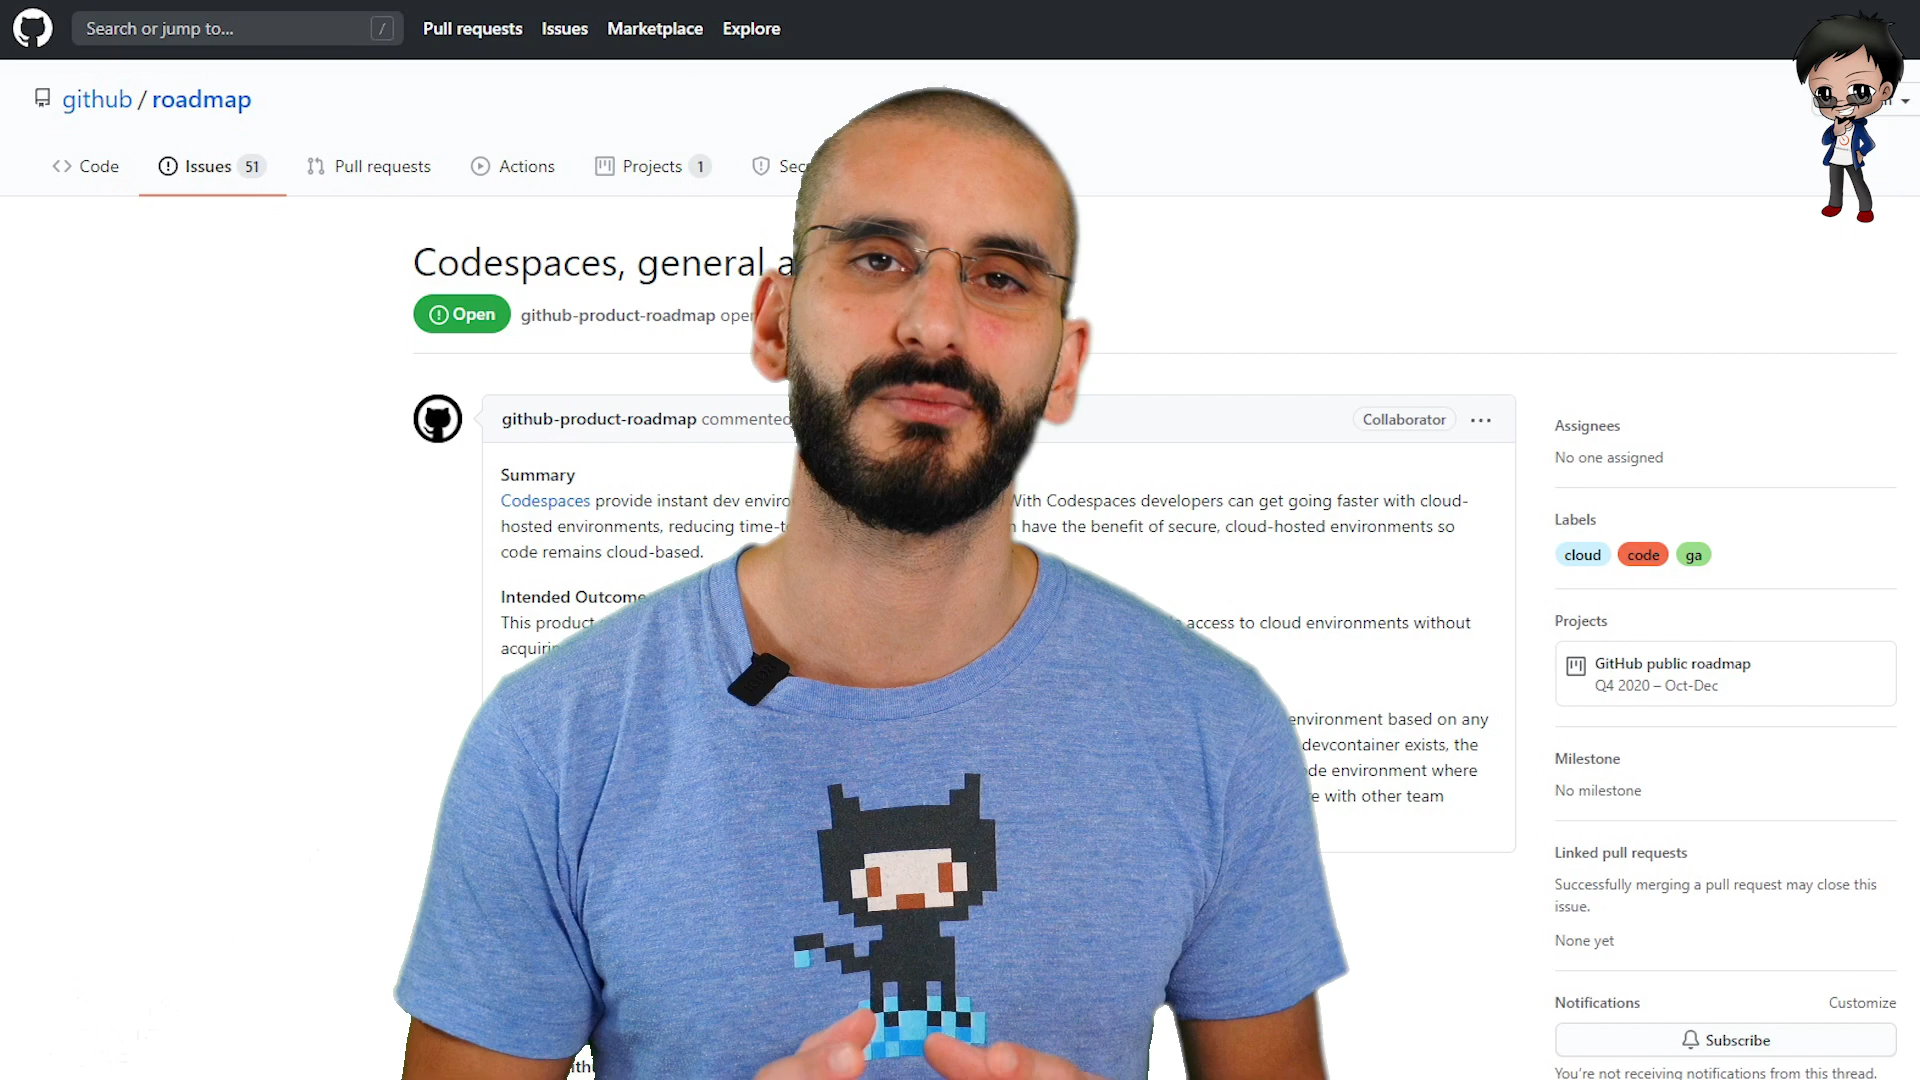 Search or jump to... /
Pull requests Issues Marketplace Explore
github / roadmap
Code Issues 51 Pull requests Actions Projects 1
Codespaces, general
Open github-product-roadmap
github-product-roadmap commented
Collaborator ...
Summary
Codespaces provide instant dev With Codespaces developers can get going faster with cloud-
hosted environments, reducing have the benefit of secure, cloud-hosted environments so
code remains cloud-based.
Intended Outcome
This product access to cloud environments without
environment based on any
devcontainer exists, the
environment where
with other team
Assignees
No one assigned
Labels
cloud code ga
Projects
GitHub public roadmap
Q4 2020 – Oct-Dec
Milestone
No milestone
Linked pull requests
Successfully merging a pull request may close this
issue.
None yet
Notifications Customize
Subscribe
You're not receiving notifications from this thread.